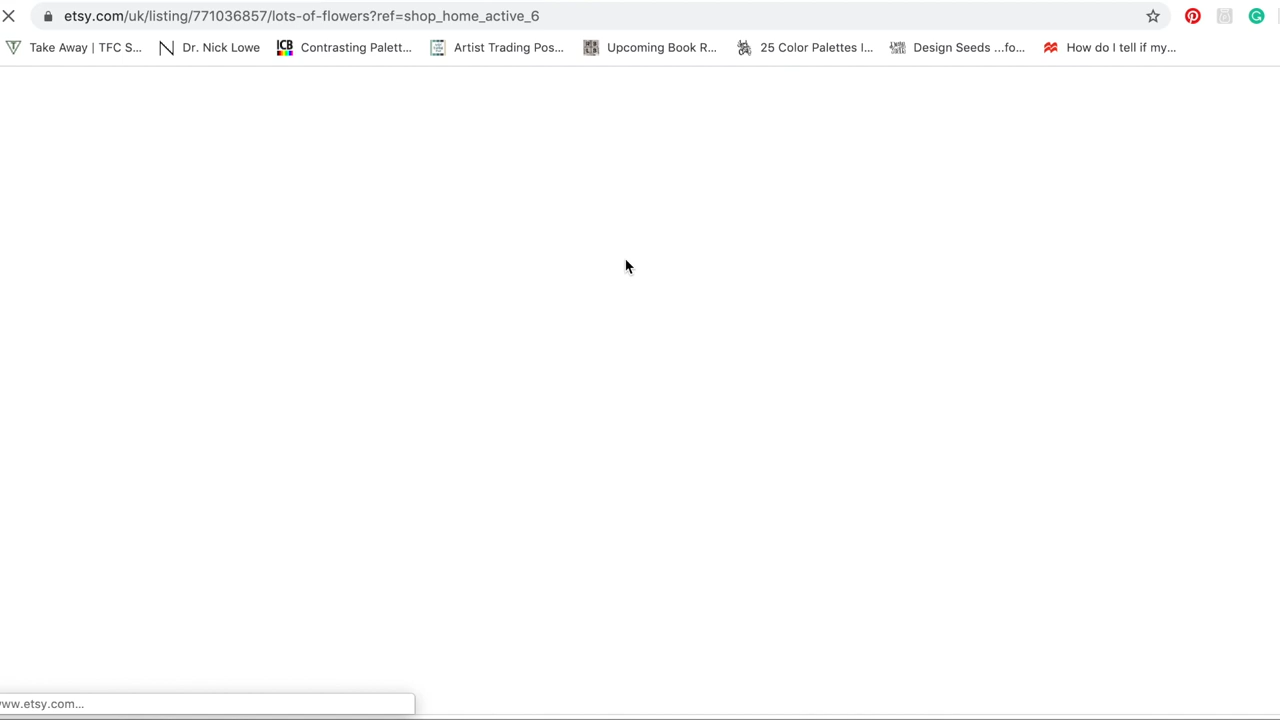 etsy.com/uk/listing/771036857/lots-of-flowers?ref=shop_home_active_6
Take Away | TFC S... Dr. Nick Lowe ICB Contrasting Palett... Artist Trading Pos... Upcoming Book R... 25 Color Palettes I... Design Seeds ...fo... How do I tell if my...
www.etsy.com...